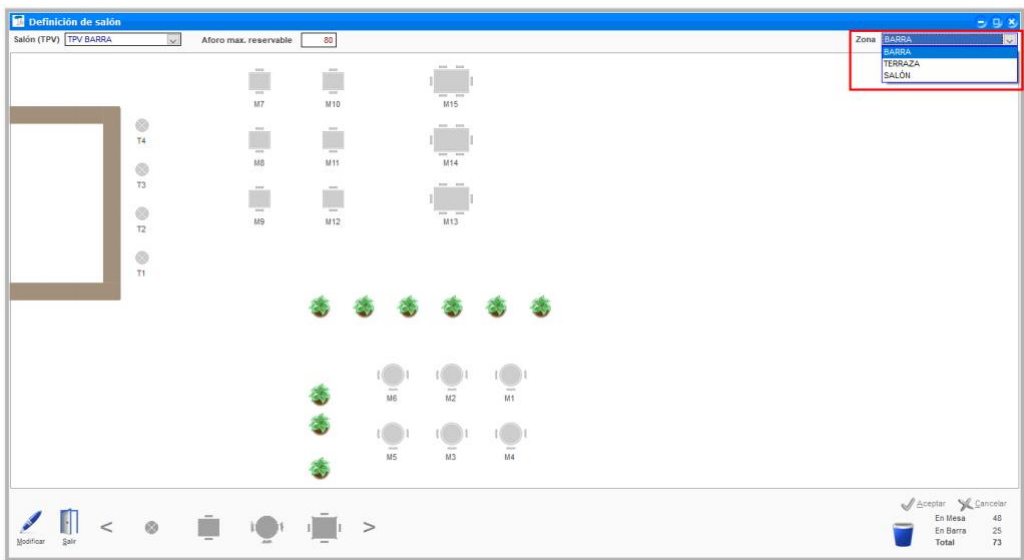 Definición de salón
Salón (TPV) TPV BARRA Aforo max. reservable 80 Zona BARRA
BARRA
TERRAZA
SALÓN
M7 M10 M15
T4
M8 M11 M14
T3
M9 M12 M13
T2
T1
M6 M2 M1
M5 M3 M4
Modificar Salir < > Aceptar Cancelar
En Mesa 48
En Barra 25
Total 73